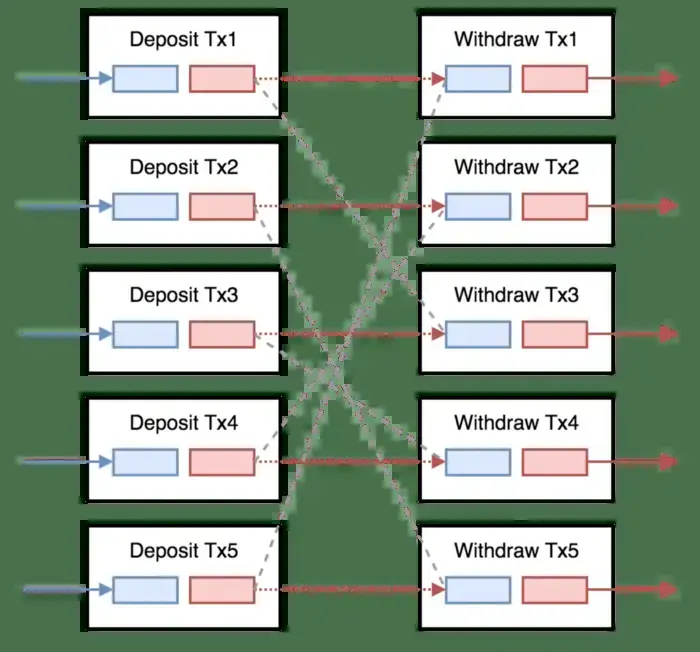 Deposit Tx1
Withdraw Tx1
Deposit Tx2
Withdraw Tx2
Deposit Tx3
Withdraw Tx3
Deposit Tx4
Withdraw Tx4
Deposit Tx5
Withdraw Tx5